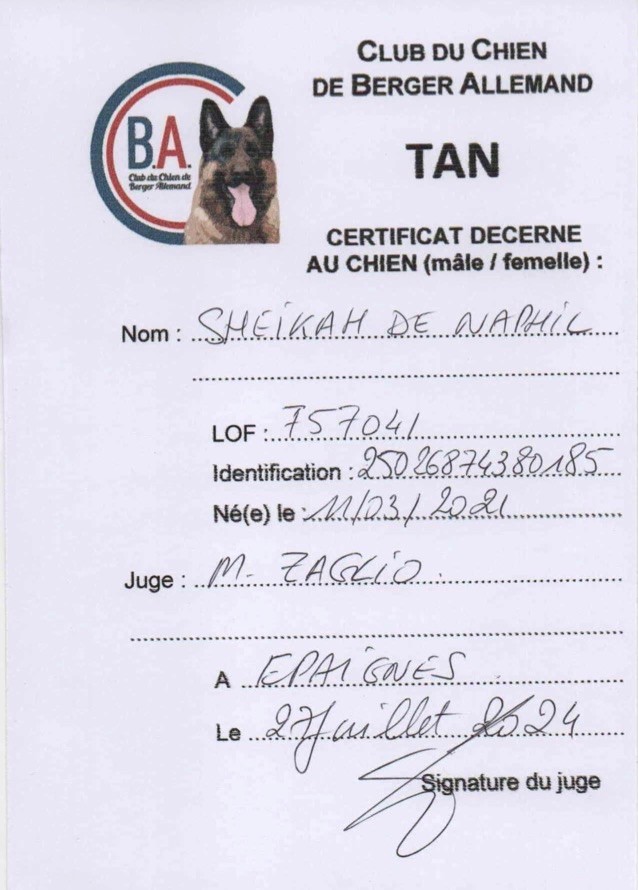 CLUB DU CHIEN
DE BERGER ALLEMAND
B.A.
Club du Chien de
Berger Allemand
TAN
CERTIFICAT DECERNE
AU CHIEN (mâle / femelle) :
Nom : SHEIKAH DE NAPHIL
LOF : 757041
Identification : 25026874380185
Né(e) le : 11/03/2021
Juge : M. ZAGLIO.
A EPAIGNES.
Le 27 Juillet 2024
Signature du juge